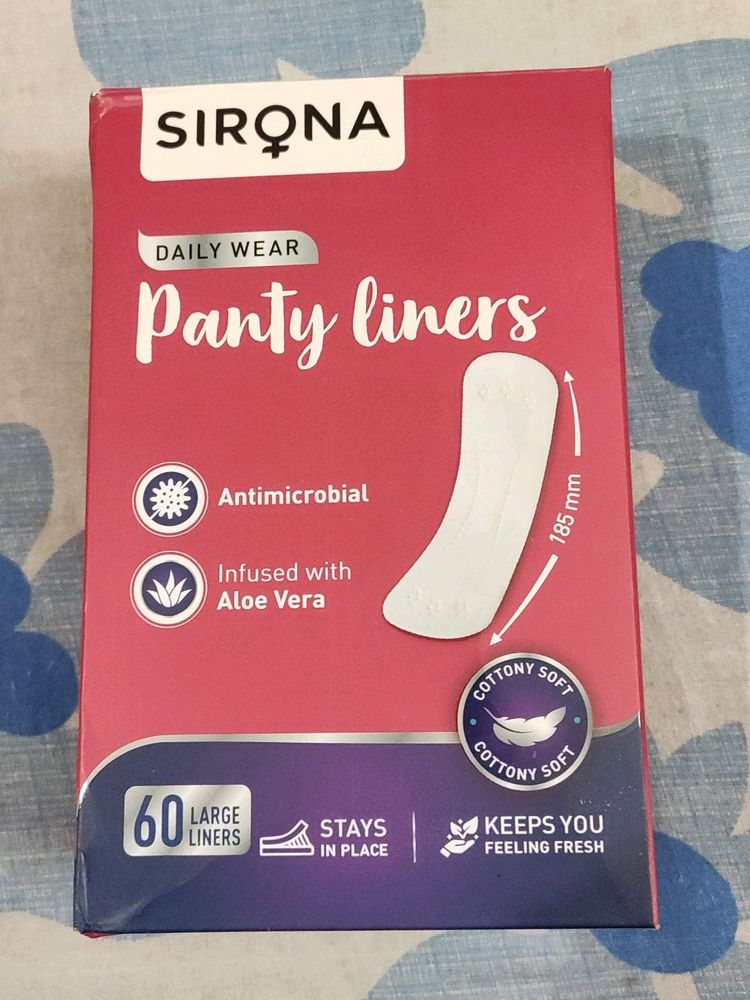 SIRONA
DAILY WEAR
Panty liners
Antimicrobial
Infused with
Aloe Vera
185 mm
COTTONY SOFT
COTTONY SOFT
60 LARGE
LINERS
STAYS
IN PLACE
KEEPS YOU
FEELING FRESH